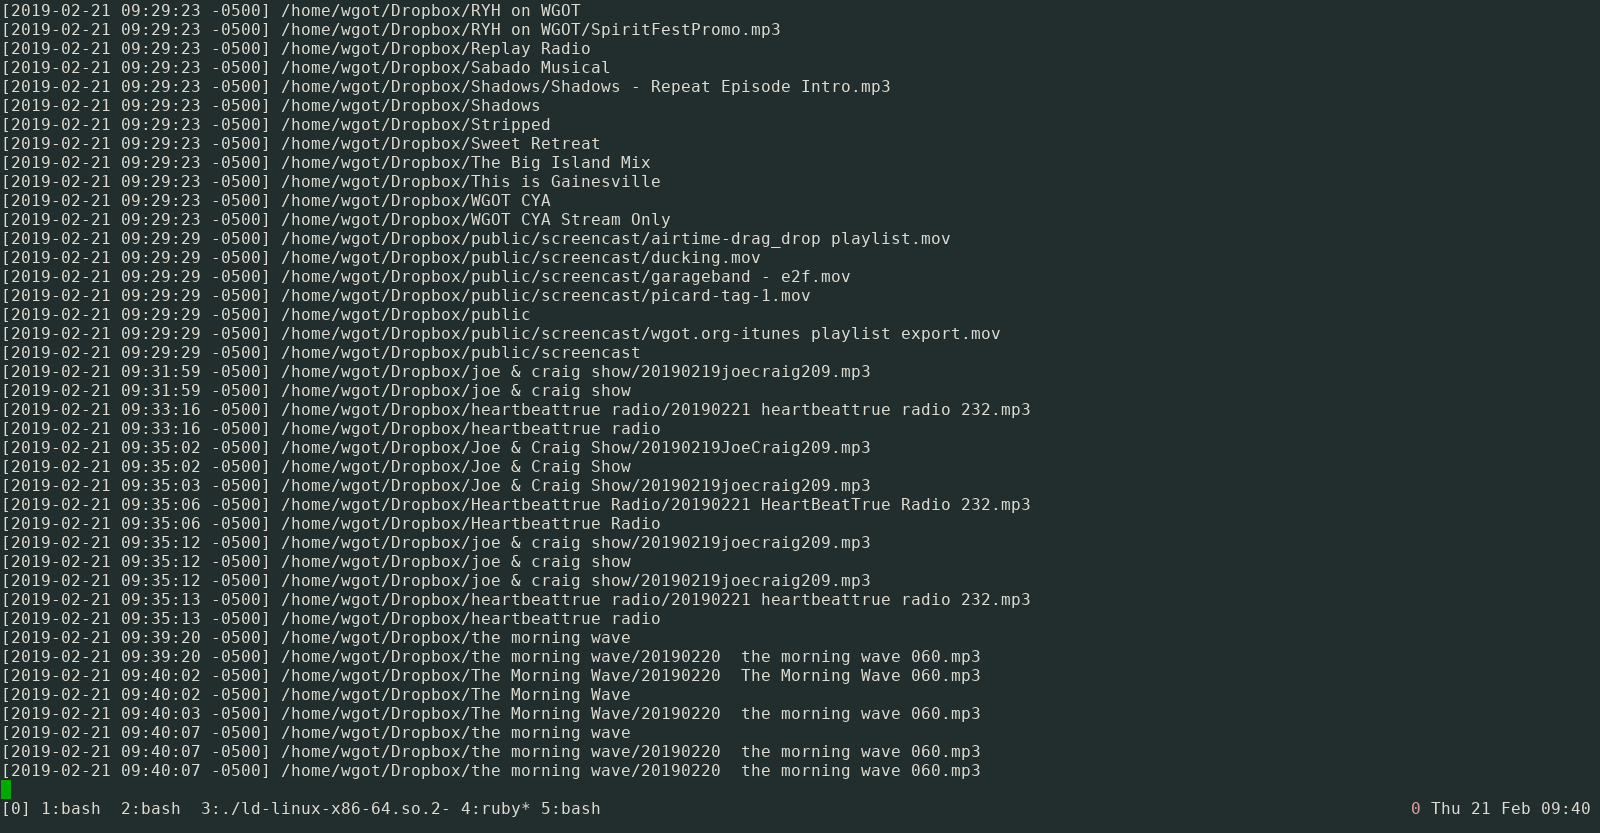 [2019-02-21 09:29:23 -0500] /home/wgot/Dropbox/RYH on WGOT
[2019-02-21 09:29:23 -0500] /home/wgot/Dropbox/RYH on WGOT/SpiritFestPromo.mp3
[2019-02-21 09:29:23 -0500] /home/wgot/Dropbox/Replay Radio
[2019-02-21 09:29:23 -0500] /home/wgot/Dropbox/Sabado Musical
[2019-02-21 09:29:23 -0500] /home/wgot/Dropbox/Shadows/Shadows - Repeat Episode Intro.mp3
[2019-02-21 09:29:23 -0500] /home/wgot/Dropbox/Shadows
[2019-02-21 09:29:23 -0500] /home/wgot/Dropbox/Stripped
[2019-02-21 09:29:23 -0500] /home/wgot/Dropbox/Sweet Retreat
[2019-02-21 09:29:23 -0500] /home/wgot/Dropbox/The Big Island Mix
[2019-02-21 09:29:23 -0500] /home/wgot/Dropbox/This is Gainesville
[2019-02-21 09:29:23 -0500] /home/wgot/Dropbox/WGOT CYA
[2019-02-21 09:29:23 -0500] /home/wgot/Dropbox/WGOT CYA Stream Only
[2019-02-21 09:29:29 -0500] /home/wgot/Dropbox/public/screencast/airtime-drag_drop playlist.mov
[2019-02-21 09:29:29 -0500] /home/wgot/Dropbox/public/screencast/ducking.mov
[2019-02-21 09:29:29 -0500] /home/wgot/Dropbox/public/screencast/garageband - e2f.mov
[2019-02-21 09:29:29 -0500] /home/wgot/Dropbox/public/screencast/picard-tag-1.mov
[2019-02-21 09:29:29 -0500] /home/wgot/Dropbox/public
[2019-02-21 09:29:29 -0500] /home/wgot/Dropbox/public/screencast/wgot.org-itunes playlist export.mov
[2019-02-21 09:29:29 -0500] /home/wgot/Dropbox/public/screencast
[2019-02-21 09:31:59 -0500] /home/wgot/Dropbox/joe & craig show/20190219joecraig209.mp3
[2019-02-21 09:31:59 -0500] /home/wgot/Dropbox/joe & craig show
[2019-02-21 09:33:16 -0500] /home/wgot/Dropbox/heartbeattrue radio/20190221 heartbeattrue radio 232.mp3
[2019-02-21 09:33:16 -0500] /home/wgot/Dropbox/heartbeattrue radio
[2019-02-21 09:35:02 -0500] /home/wgot/Dropbox/Joe & Craig Show/20190219JoeCraig209.mp3
[2019-02-21 09:35:02 -0500] /home/wgot/Dropbox/Joe & Craig Show
[2019-02-21 09:35:03 -0500] /home/wgot/Dropbox/Joe & Craig Show/20190219joecraig209.mp3
[2019-02-21 09:35:06 -0500] /home/wgot/Dropbox/Heartbeattrue Radio/20190221 HeartBeatTrue Radio 232.mp3
[2019-02-21 09:35:06 -0500] /home/wgot/Dropbox/Heartbeattrue Radio
[2019-02-21 09:35:12 -0500] /home/wgot/Dropbox/joe & craig show/20190219joecraig209.mp3
[2019-02-21 09:35:12 -0500] /home/wgot/Dropbox/joe & craig show
[2019-02-21 09:35:12 -0500] /home/wgot/Dropbox/joe & craig show/20190219joecraig209.mp3
[2019-02-21 09:35:13 -0500] /home/wgot/Dropbox/heartbeattrue radio/20190221 heartbeattrue radio 232.mp3
[2019-02-21 09:35:13 -0500] /home/wgot/Dropbox/heartbeattrue radio
[2019-02-21 09:39:20 -0500] /home/wgot/Dropbox/the morning wave
[2019-02-21 09:39:20 -0500] /home/wgot/Dropbox/the morning wave/20190220  the morning wave 060.mp3
[2019-02-21 09:40:02 -0500] /home/wgot/Dropbox/The Morning Wave/20190220  The Morning Wave 060.mp3
[2019-02-21 09:40:02 -0500] /home/wgot/Dropbox/The Morning Wave
[2019-02-21 09:40:03 -0500] /home/wgot/Dropbox/The Morning Wave/20190220  the morning wave 060.mp3
[2019-02-21 09:40:07 -0500] /home/wgot/Dropbox/the morning wave
[2019-02-21 09:40:07 -0500] /home/wgot/Dropbox/the morning wave/20190220  the morning wave 060.mp3
[2019-02-21 09:40:07 -0500] /home/wgot/Dropbox/the morning wave/20190220  the morning wave 060.mp3
[0] 1:bash  2:bash  3:./ld-linux-x86-64.so.2- 4:ruby* 5:bash 0 Thu 21 Feb 09:40